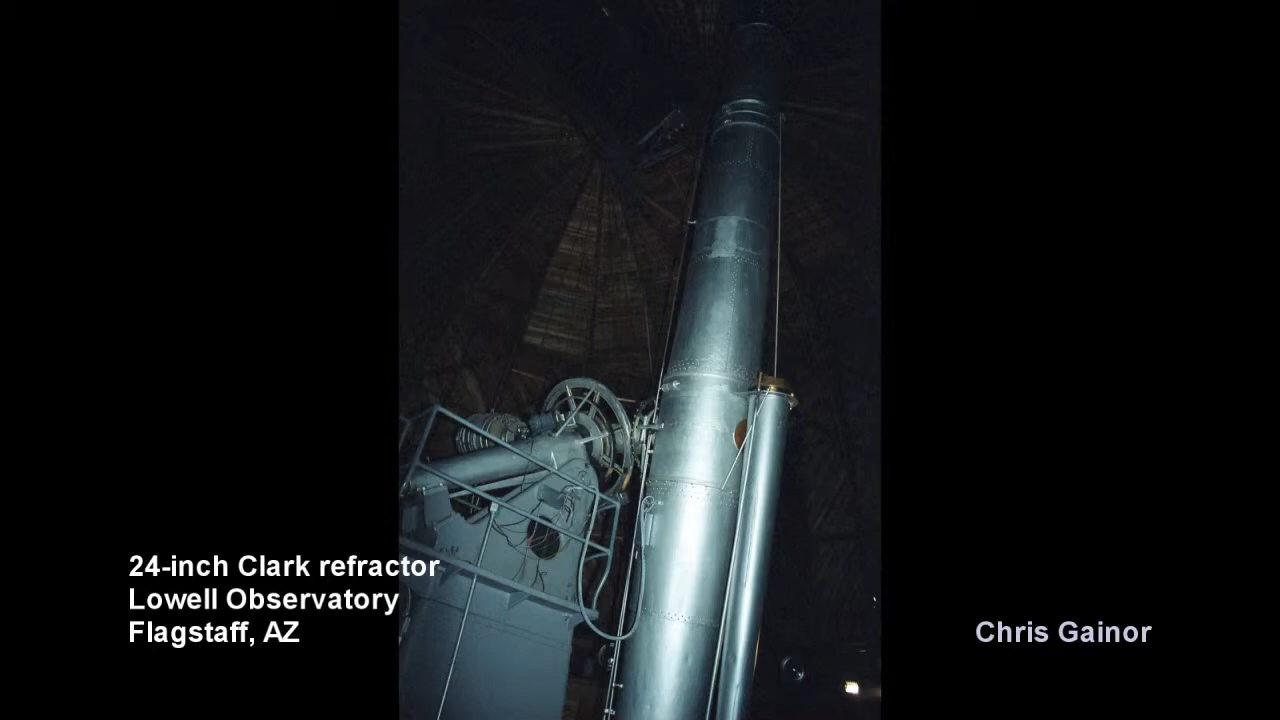 24-inch Clark refractor
Lowell Observatory
Flagstaff, AZ
Chris Gainor